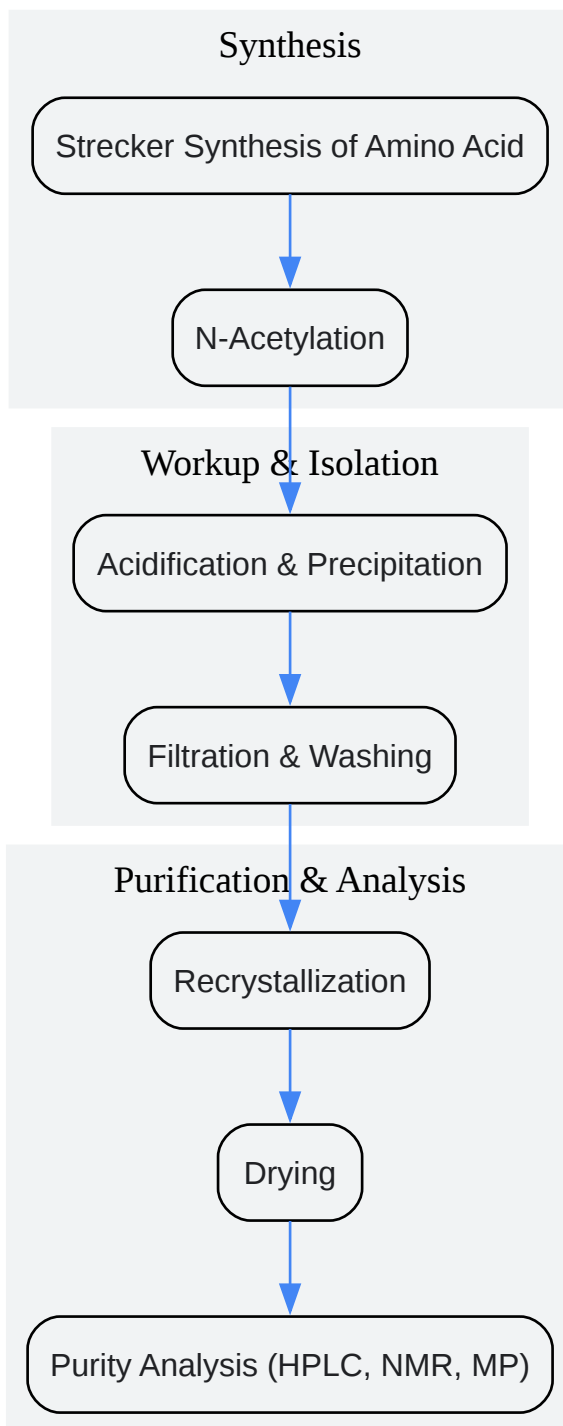 Synthesis
Strecker Synthesis of Amino Acid
N-Acetylation
Workup & Isolation
Acidification & Precipitation
Filtration & Washing
Purification & Analysis
Recrystallization
Drying
Purity Analysis (HPLC, NMR, MP)